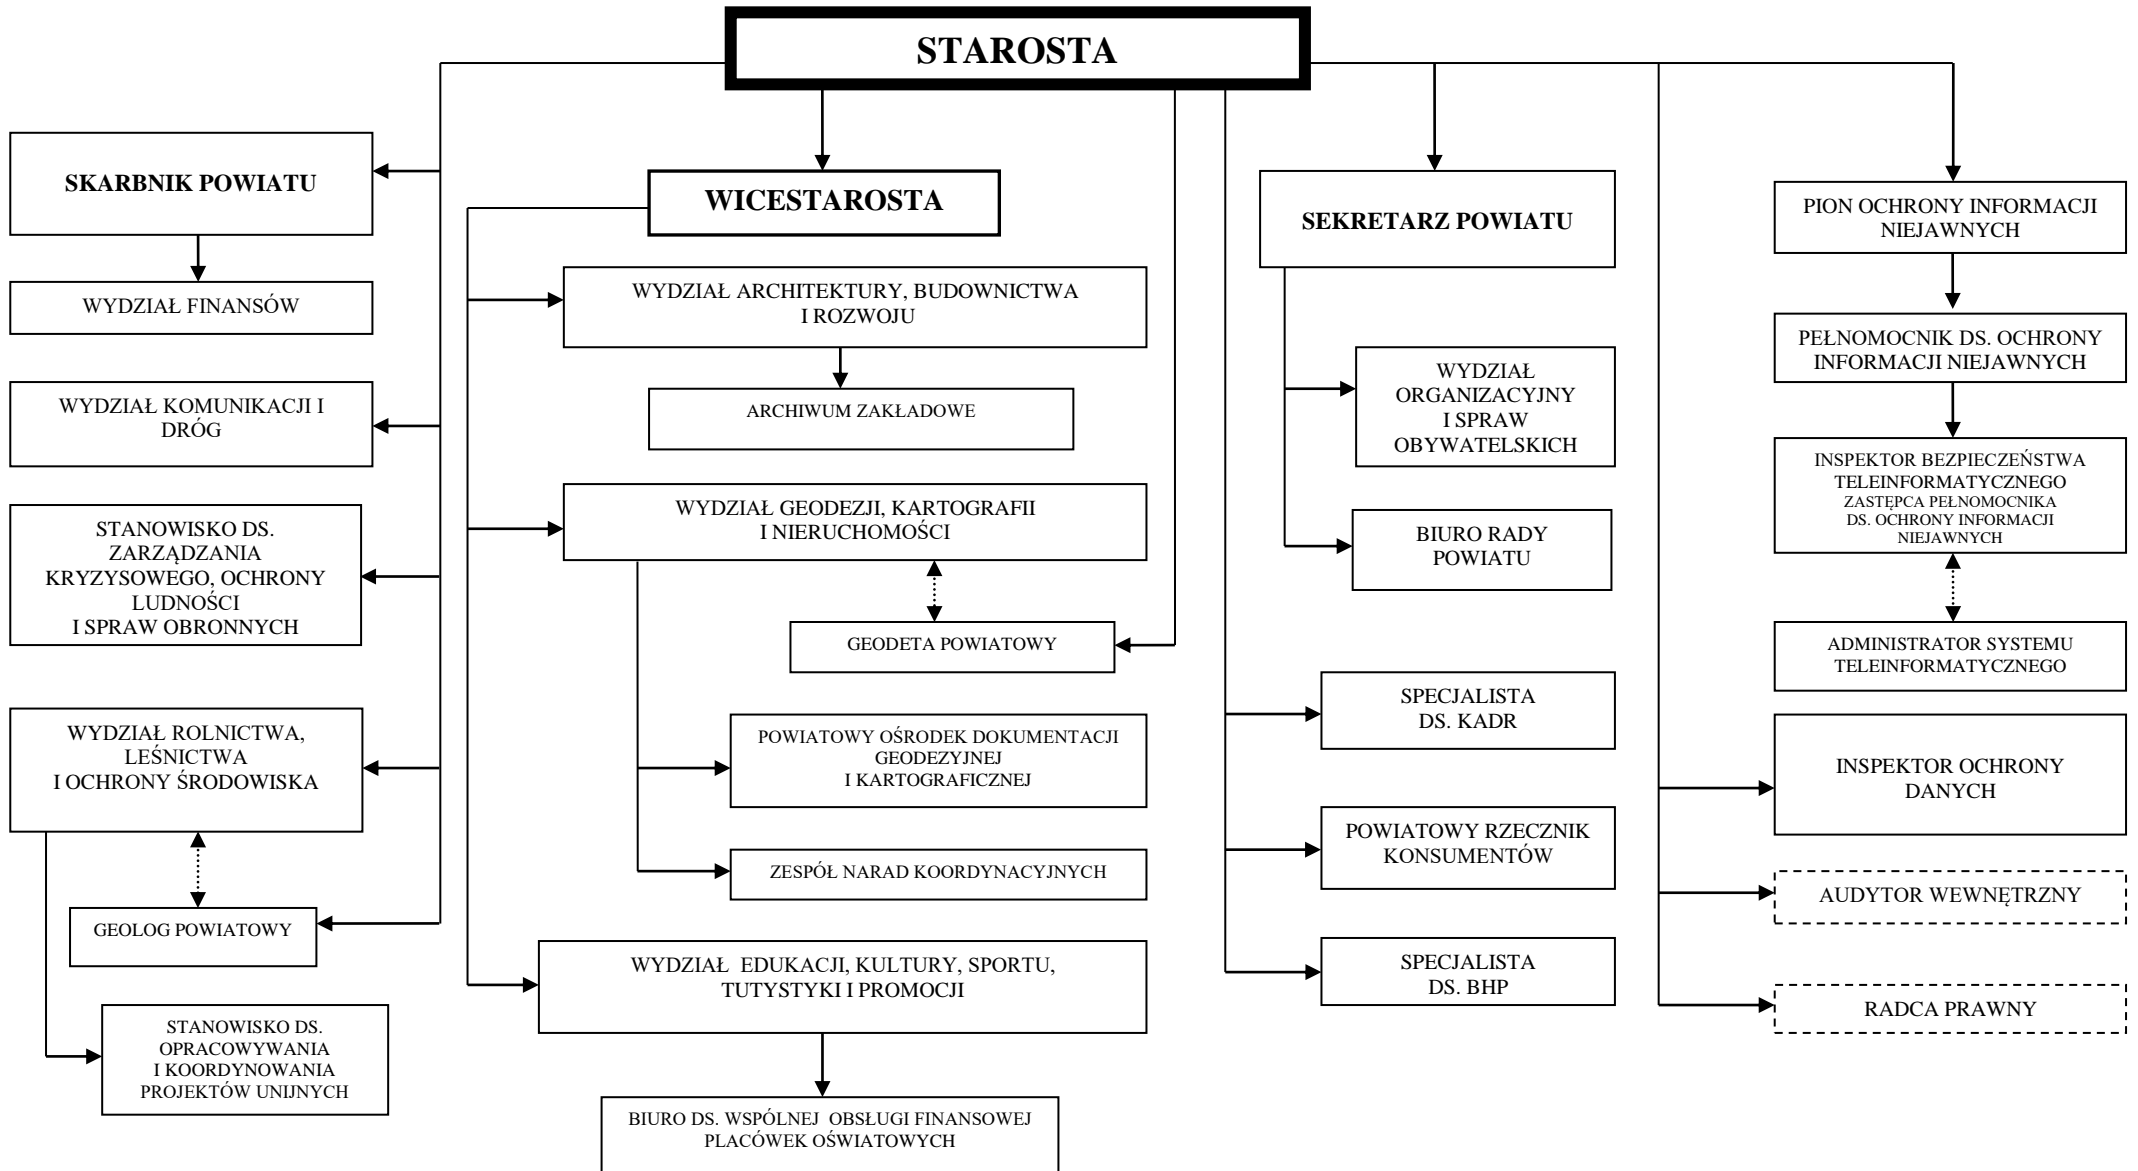 STAROSTA
SKARBNIK POWIATU
WYDZIAŁ FINANSÓW
WYDZIAŁ KOMUNIKACJI I
DRÓG
STANOWISKO DS.
ZARZĄDZANIA
KRYZYSOWEGO, OCHRONY
LUDNOŚCI
I SPRAW OBRONNYCH
WYDZIAŁ ROLNICTWA,
LEŚNICTWA
I OCHRONY ŚRODOWISKA
GEOLOG POWIATOWY
STANOWISKO DS.
OPRACOWYWANIA
I KOORDYNOWANIA
PROJEKTÓW UNIJNYCH
WICESTAROSTA
WYDZIAŁ ARCHITEKTURY, BUDOWNICTWA
I ROZWOJU
ARCHIWUM ZAKŁADOWE
WYDZIAŁ GEODEZJI, KARTOGRAFII
I NIERUCHOMOŚCI
GEODETA POWIATOWY
POWIATOWY OŚRODEK DOKUMENTACJI
GEODEZYJNEJ
I KARTOGRAFICZNEJ
ZESPÓŁ NARAD KOORDYNACYJNYCH
WYDZIAŁ EDUKACJI, KULTURY, SPORTU,
TUTYSTYKI I PROMOCJI
BIURO DS. WSPÓLNEJ OBSŁUGI FINANSOWEJ
PLACÓWEK OŚWIATOWYCH
SEKRETARZ POWIATU
WYDZIAŁ
ORGANIZACYJNY
I SPRAW
OBYWATELSKICH
BIURO RADY
POWIATU
SPECJALISTA
DS. KADR
POWIATOWY RZECZNIK
KONSUMENTÓW
SPECJALISTA
DS. BHP
PION OCHRONY INFORMACJI
NIEJAWNYCH
PEŁNOMOCNIK DS. OCHRONY
INFORMACJI NIEJAWNYCH
INSPEKTOR BEZPIECZEŃSTWA
TELEINFORMATYCZNEGO
ZASTĘPCA PEŁNOMOCNIKA
DS. OCHRONY INFORMACJI
NIEJAWNYCH
ADMINISTRATOR SYSTEMU
TELEINFORMATYCZNEGO
INSPEKTOR OCHRONY
DANYCH
AUDYTOR WEWNĘTRZNY
RADCA PRAWNY